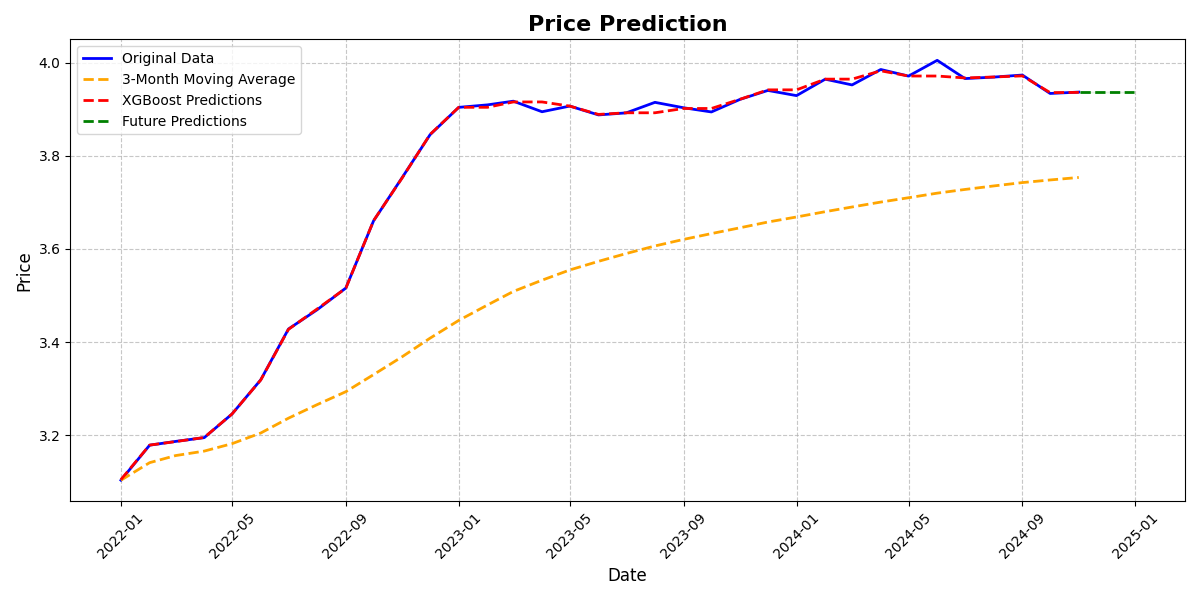 Price Prediction
Original Data
3-Month Moving Average
XGBoost Predictions
Future Predictions
4.0
3.8
3.6
3.4
3.2
Price
2022-01
2022-05
2022-09
2023-01
2023-05
2023-09
2024-01
2024-05
2024-09
2025-01
Date